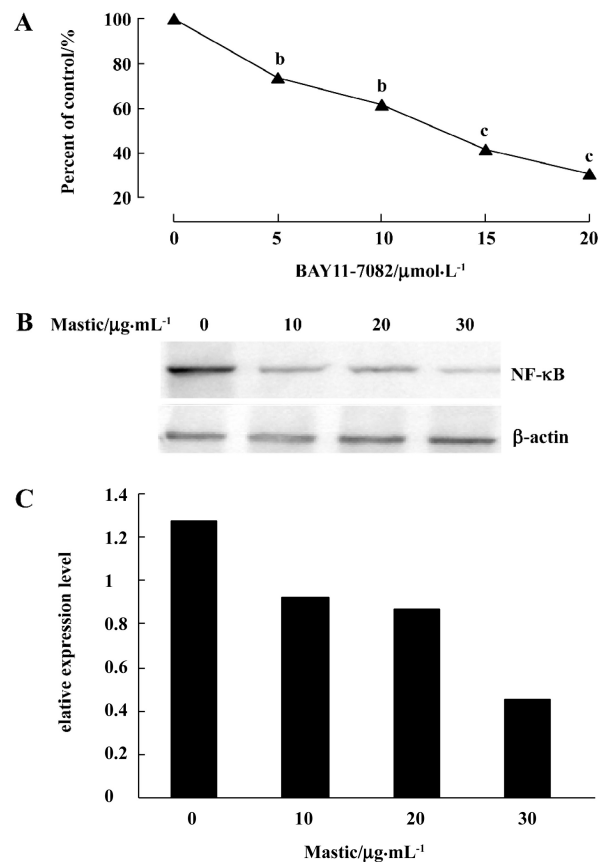 A
Percent of control/%
100
80
60
40
20
b
b
c
c
0 5 10 15 20
BAY11-7082/μmol·L⁻¹
B
Mastic/μg·mL⁻¹ 0 10 20 30
NF-κB
β-actin
C
elative expression level
1.4
1.2
1
0.8
0.6
0.4
0.2
0
0 10 20 30
Mastic/μg·mL⁻¹